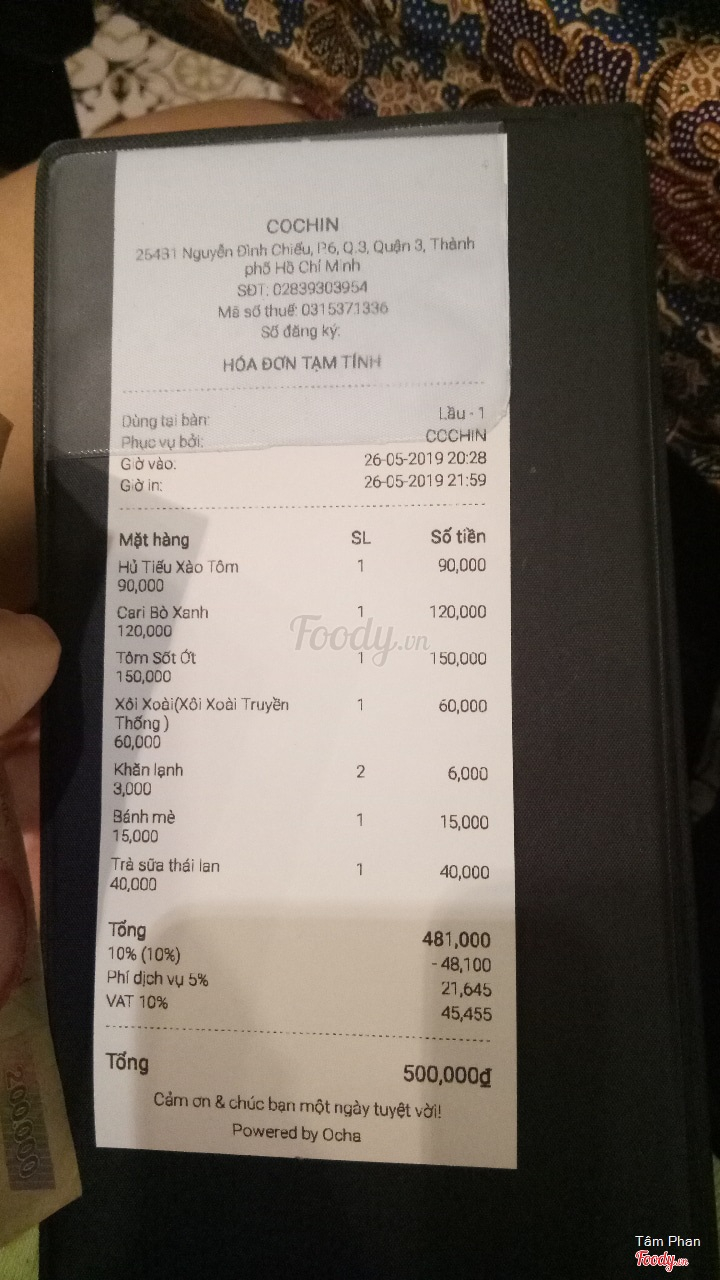 COCHIN
26431 Nguyễn Đình Chiểu, P6, Q.3, Quận 3, Thành
phố Hồ Chí Minh
SĐT: 02839303954
Mã số thuế: 0315371336
Số đăng ký:
HÓA ĐƠN TẠM TÍNH
Dùng tại bàn: Lầu - 1
Phục vụ bởi: COCHIN
Giờ vào: 26-05-2019 20:28
Giờ in: 26-05-2019 21:59
Mặt hàng SL Số tiền
Hủ Tiếu Xào Tôm 1 90,000
90,000
Cari Bò Xanh 1 120,000
120,000
Tôm Sốt Ớt 1 150,000
150,000
Xôi Xoài(Xôi Xoài Truyền 1 60,000
Thống )
60,000
Khăn lạnh 2 6,000
3,000
Bánh mè 1 15,000
15,000
Trà sữa thái lan 1 40,000
40,000
Tổng 481,000
10% (10%) - 48,100
Phí dịch vụ 5% 21,645
VAT 10% 45,455
Tổng 500,000₫
Cảm ơn & chúc bạn một ngày tuyệt vời!
Powered by Ocha
Foody.vn
200000
Tâm Phan
Foody.vn